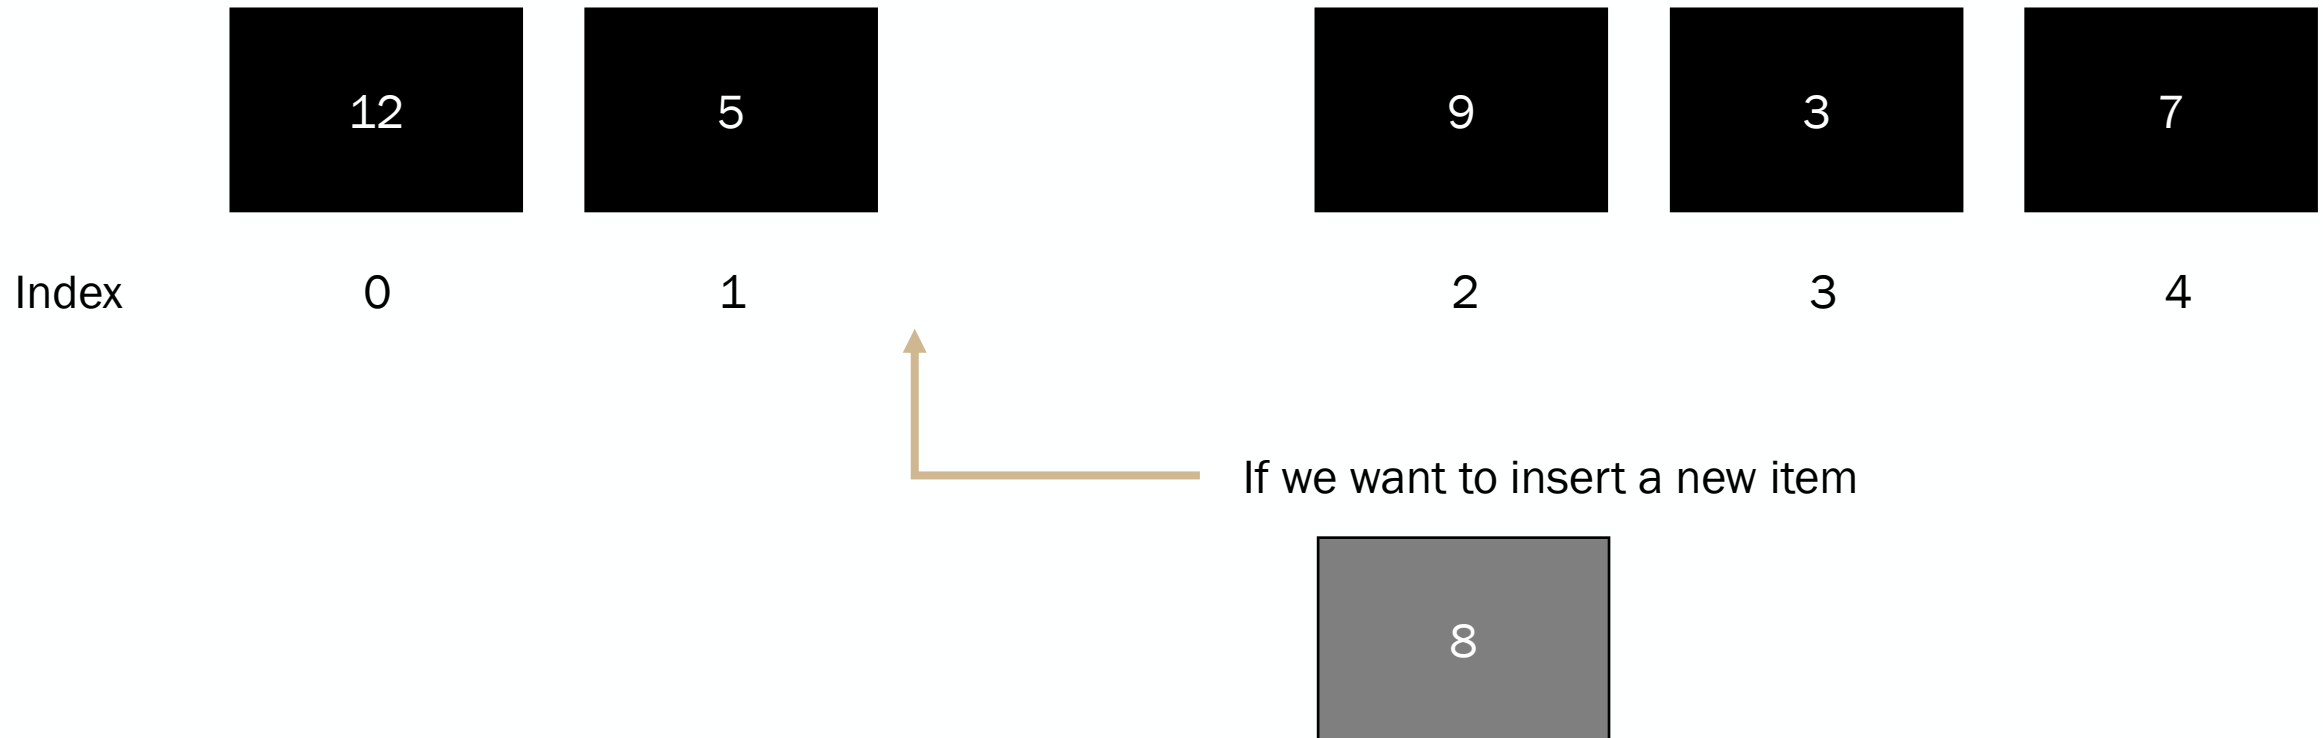 12 5 9 3 7
Index 0 1 2 3 4
If we want to insert a new item
8